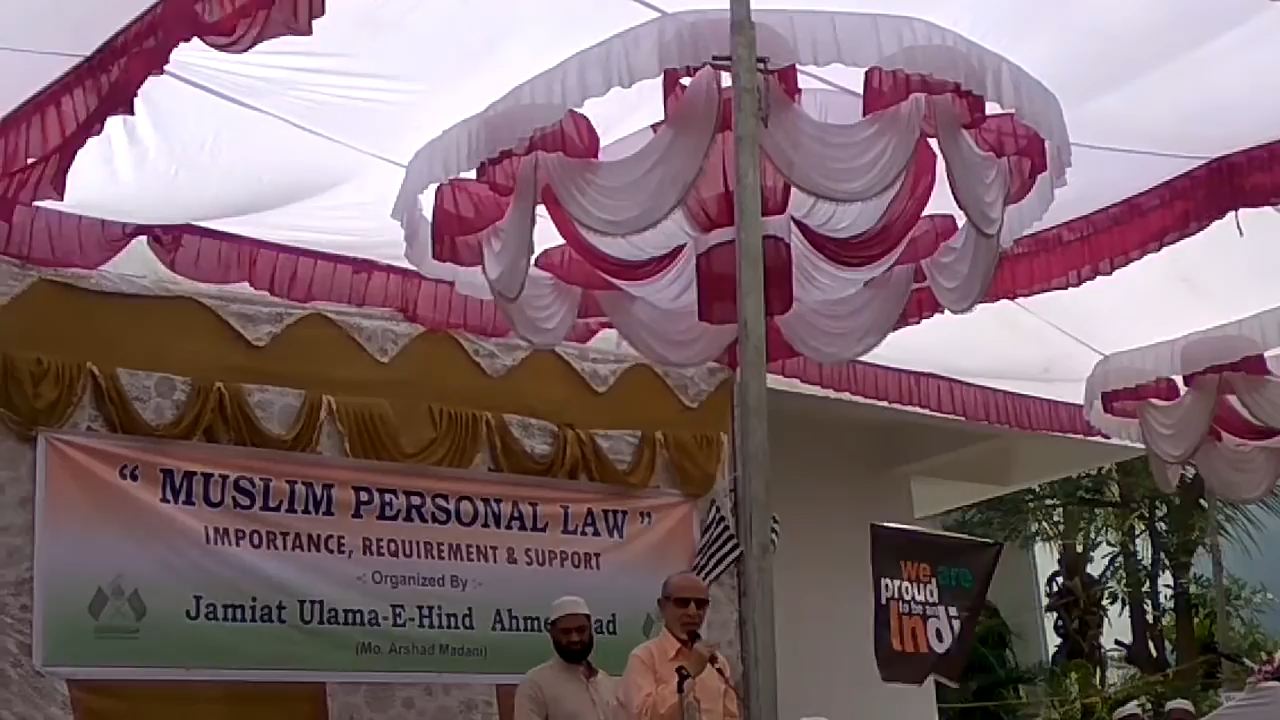 “ MUSLIM PERSONAL LAW ”
IMPORTANCE, REQUIREMENT & SUPPORT
-: Organized By :-
Jamiat Ulama-E-Hind
(Mo. Arshad Madani)
we are
proud
to be an
Indi